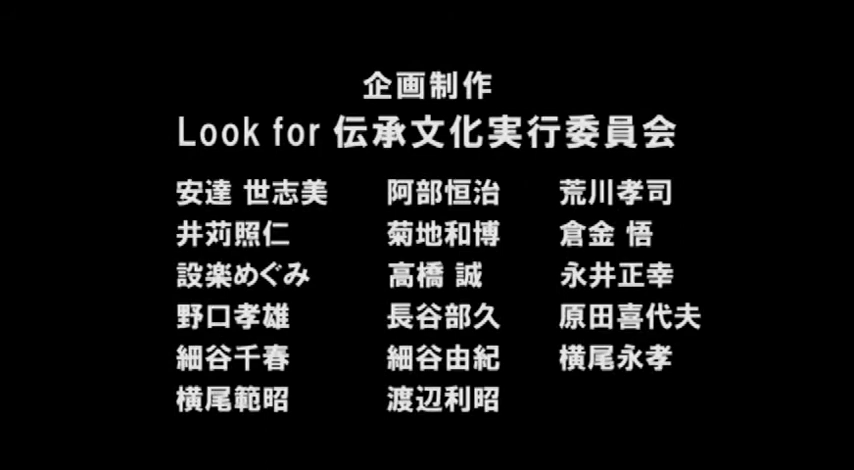 企画制作
Look for 伝承文化実行委員会
安達 世志美 阿部恒治 荒川孝司
井苅照仁 菊地和博 倉金 悟
設楽めぐみ 高橋 誠 永井正幸
野口孝雄 長谷部久 原田喜代夫
細谷千春 細谷由紀 横尾永孝
横尾範昭 渡辺利昭